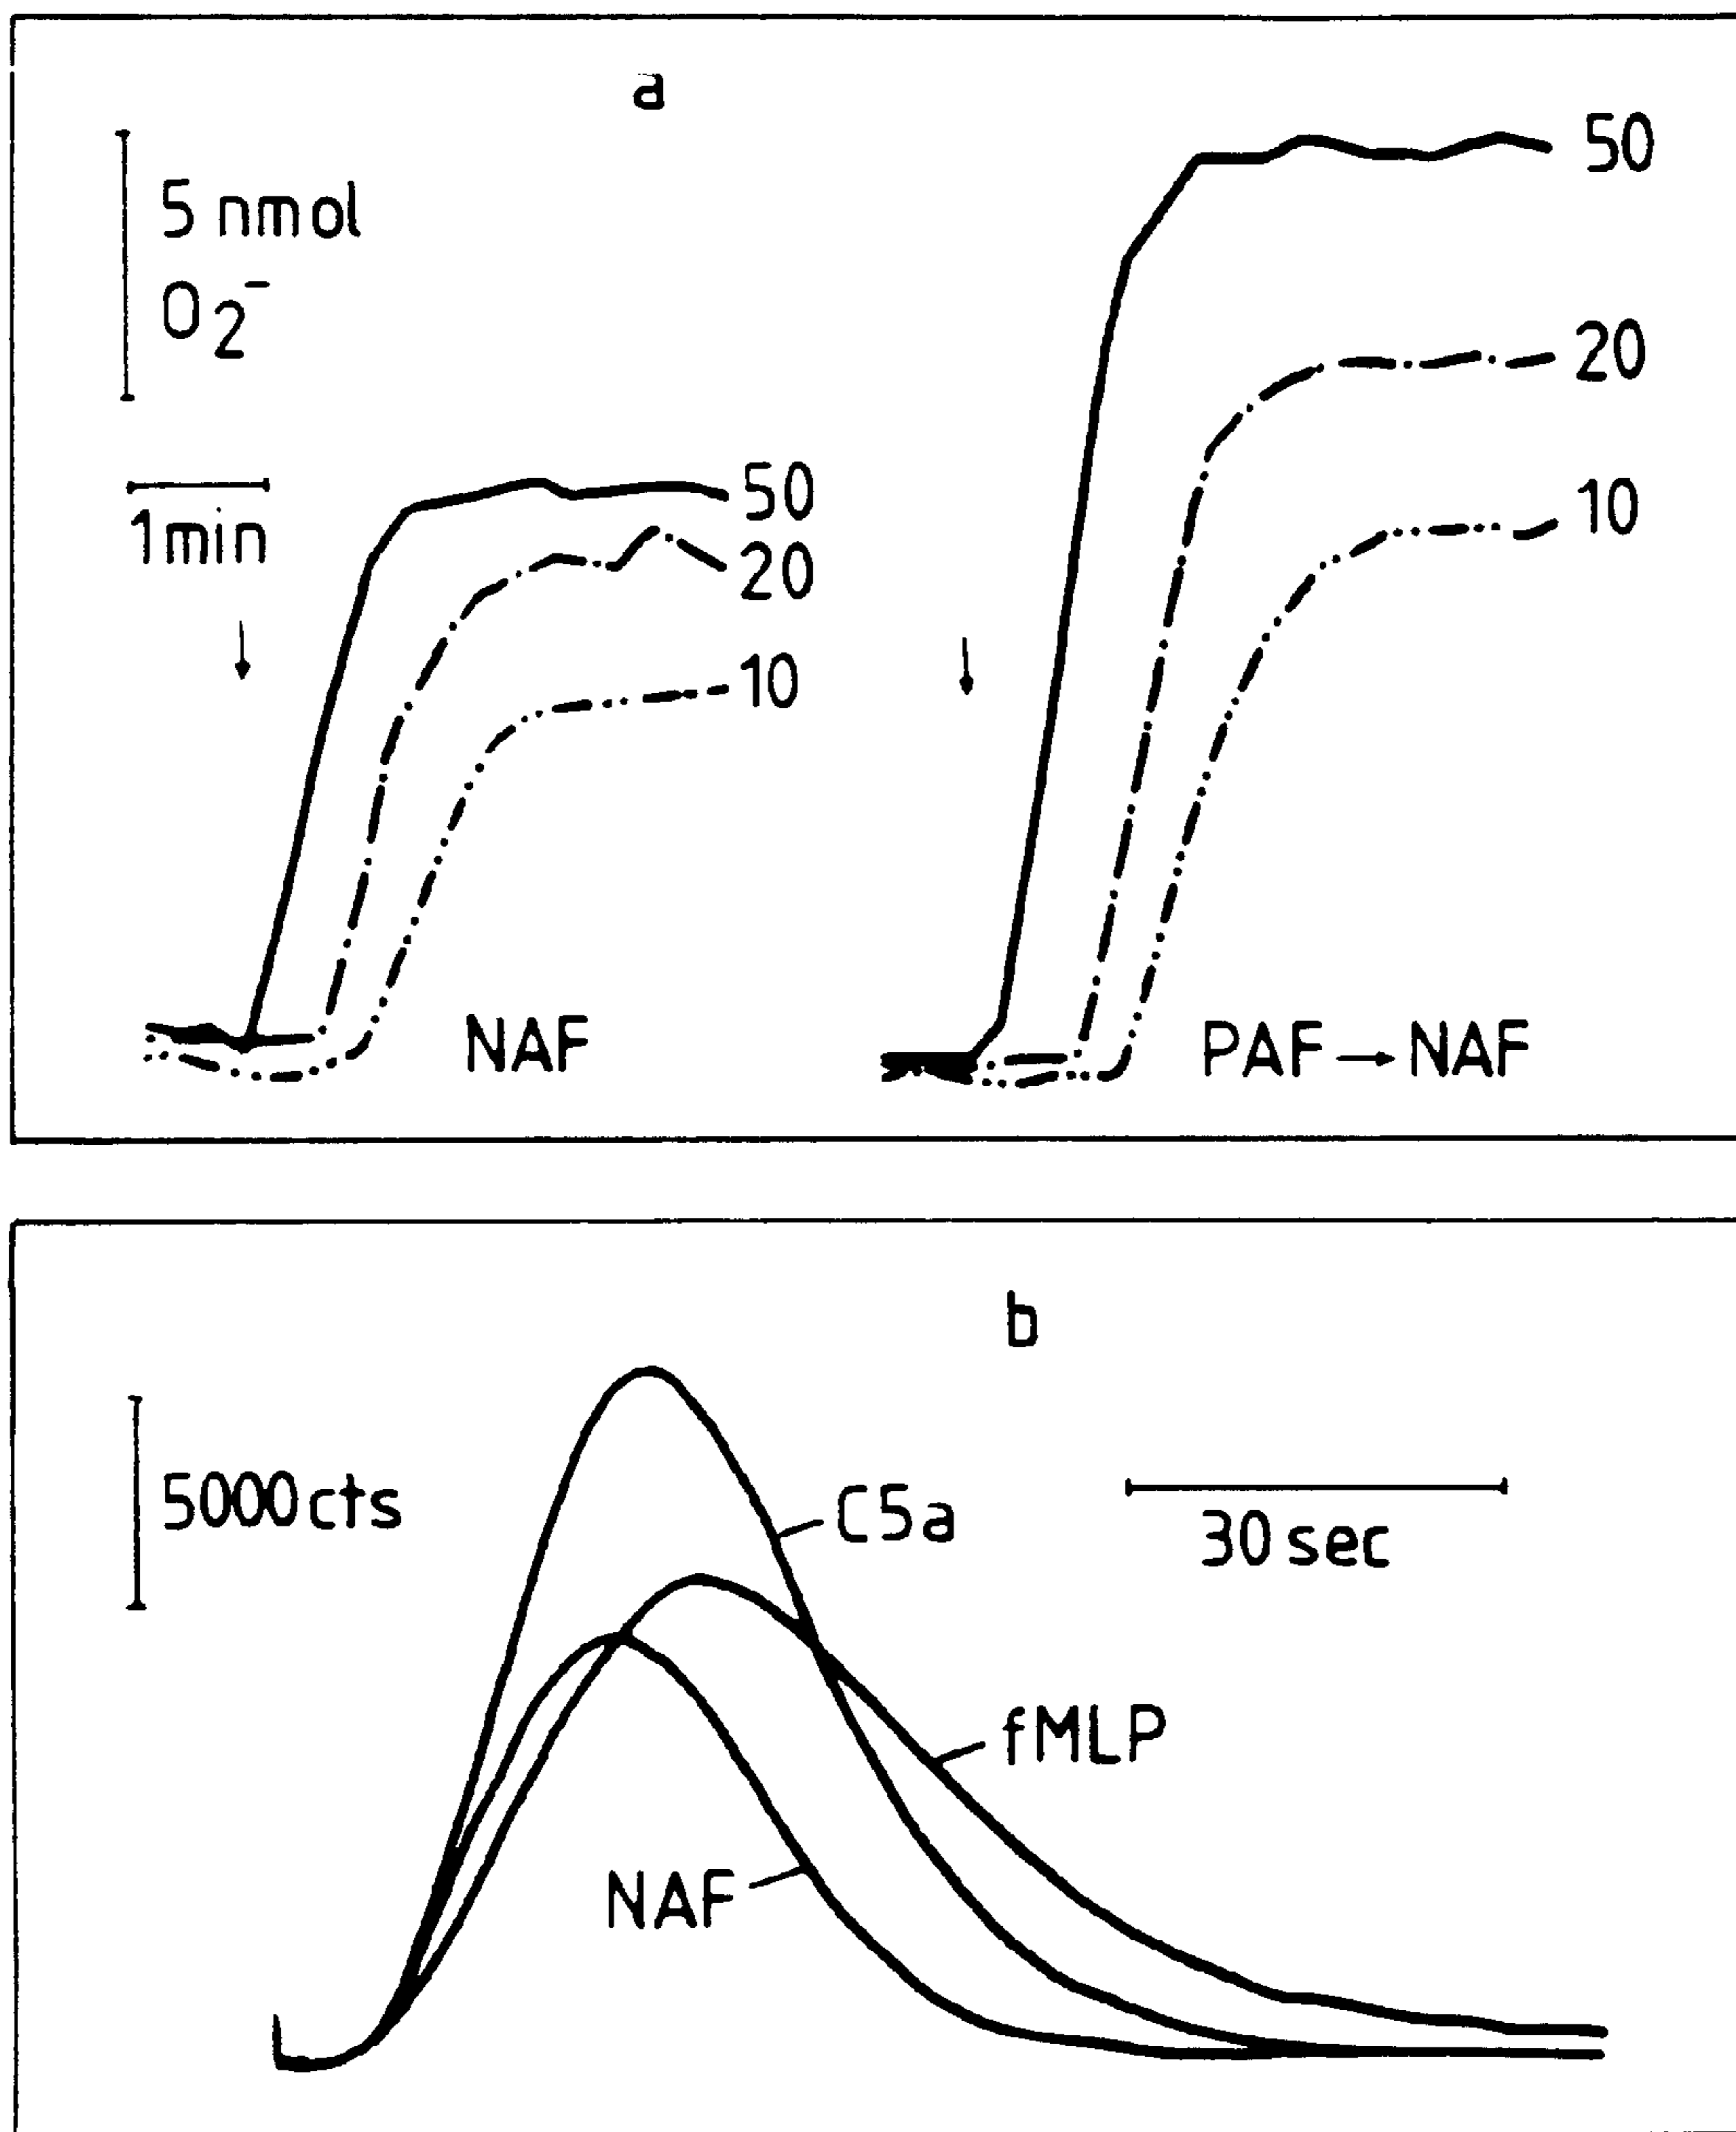 a
5 nmol
O2-
50
20
10
1min
50
20
10
NAF
PAF → NAF
b
5000 cts
C5a
30 sec
fMLP
NAF